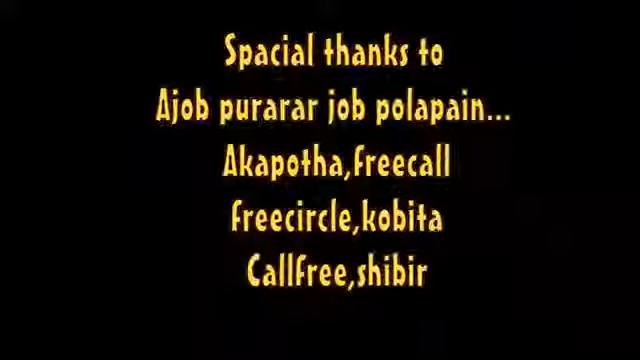 Spacial thanks to
Ajob purarar job polapain...
Akapotha,freecall
freecircle,kobita
Callfree,shibir